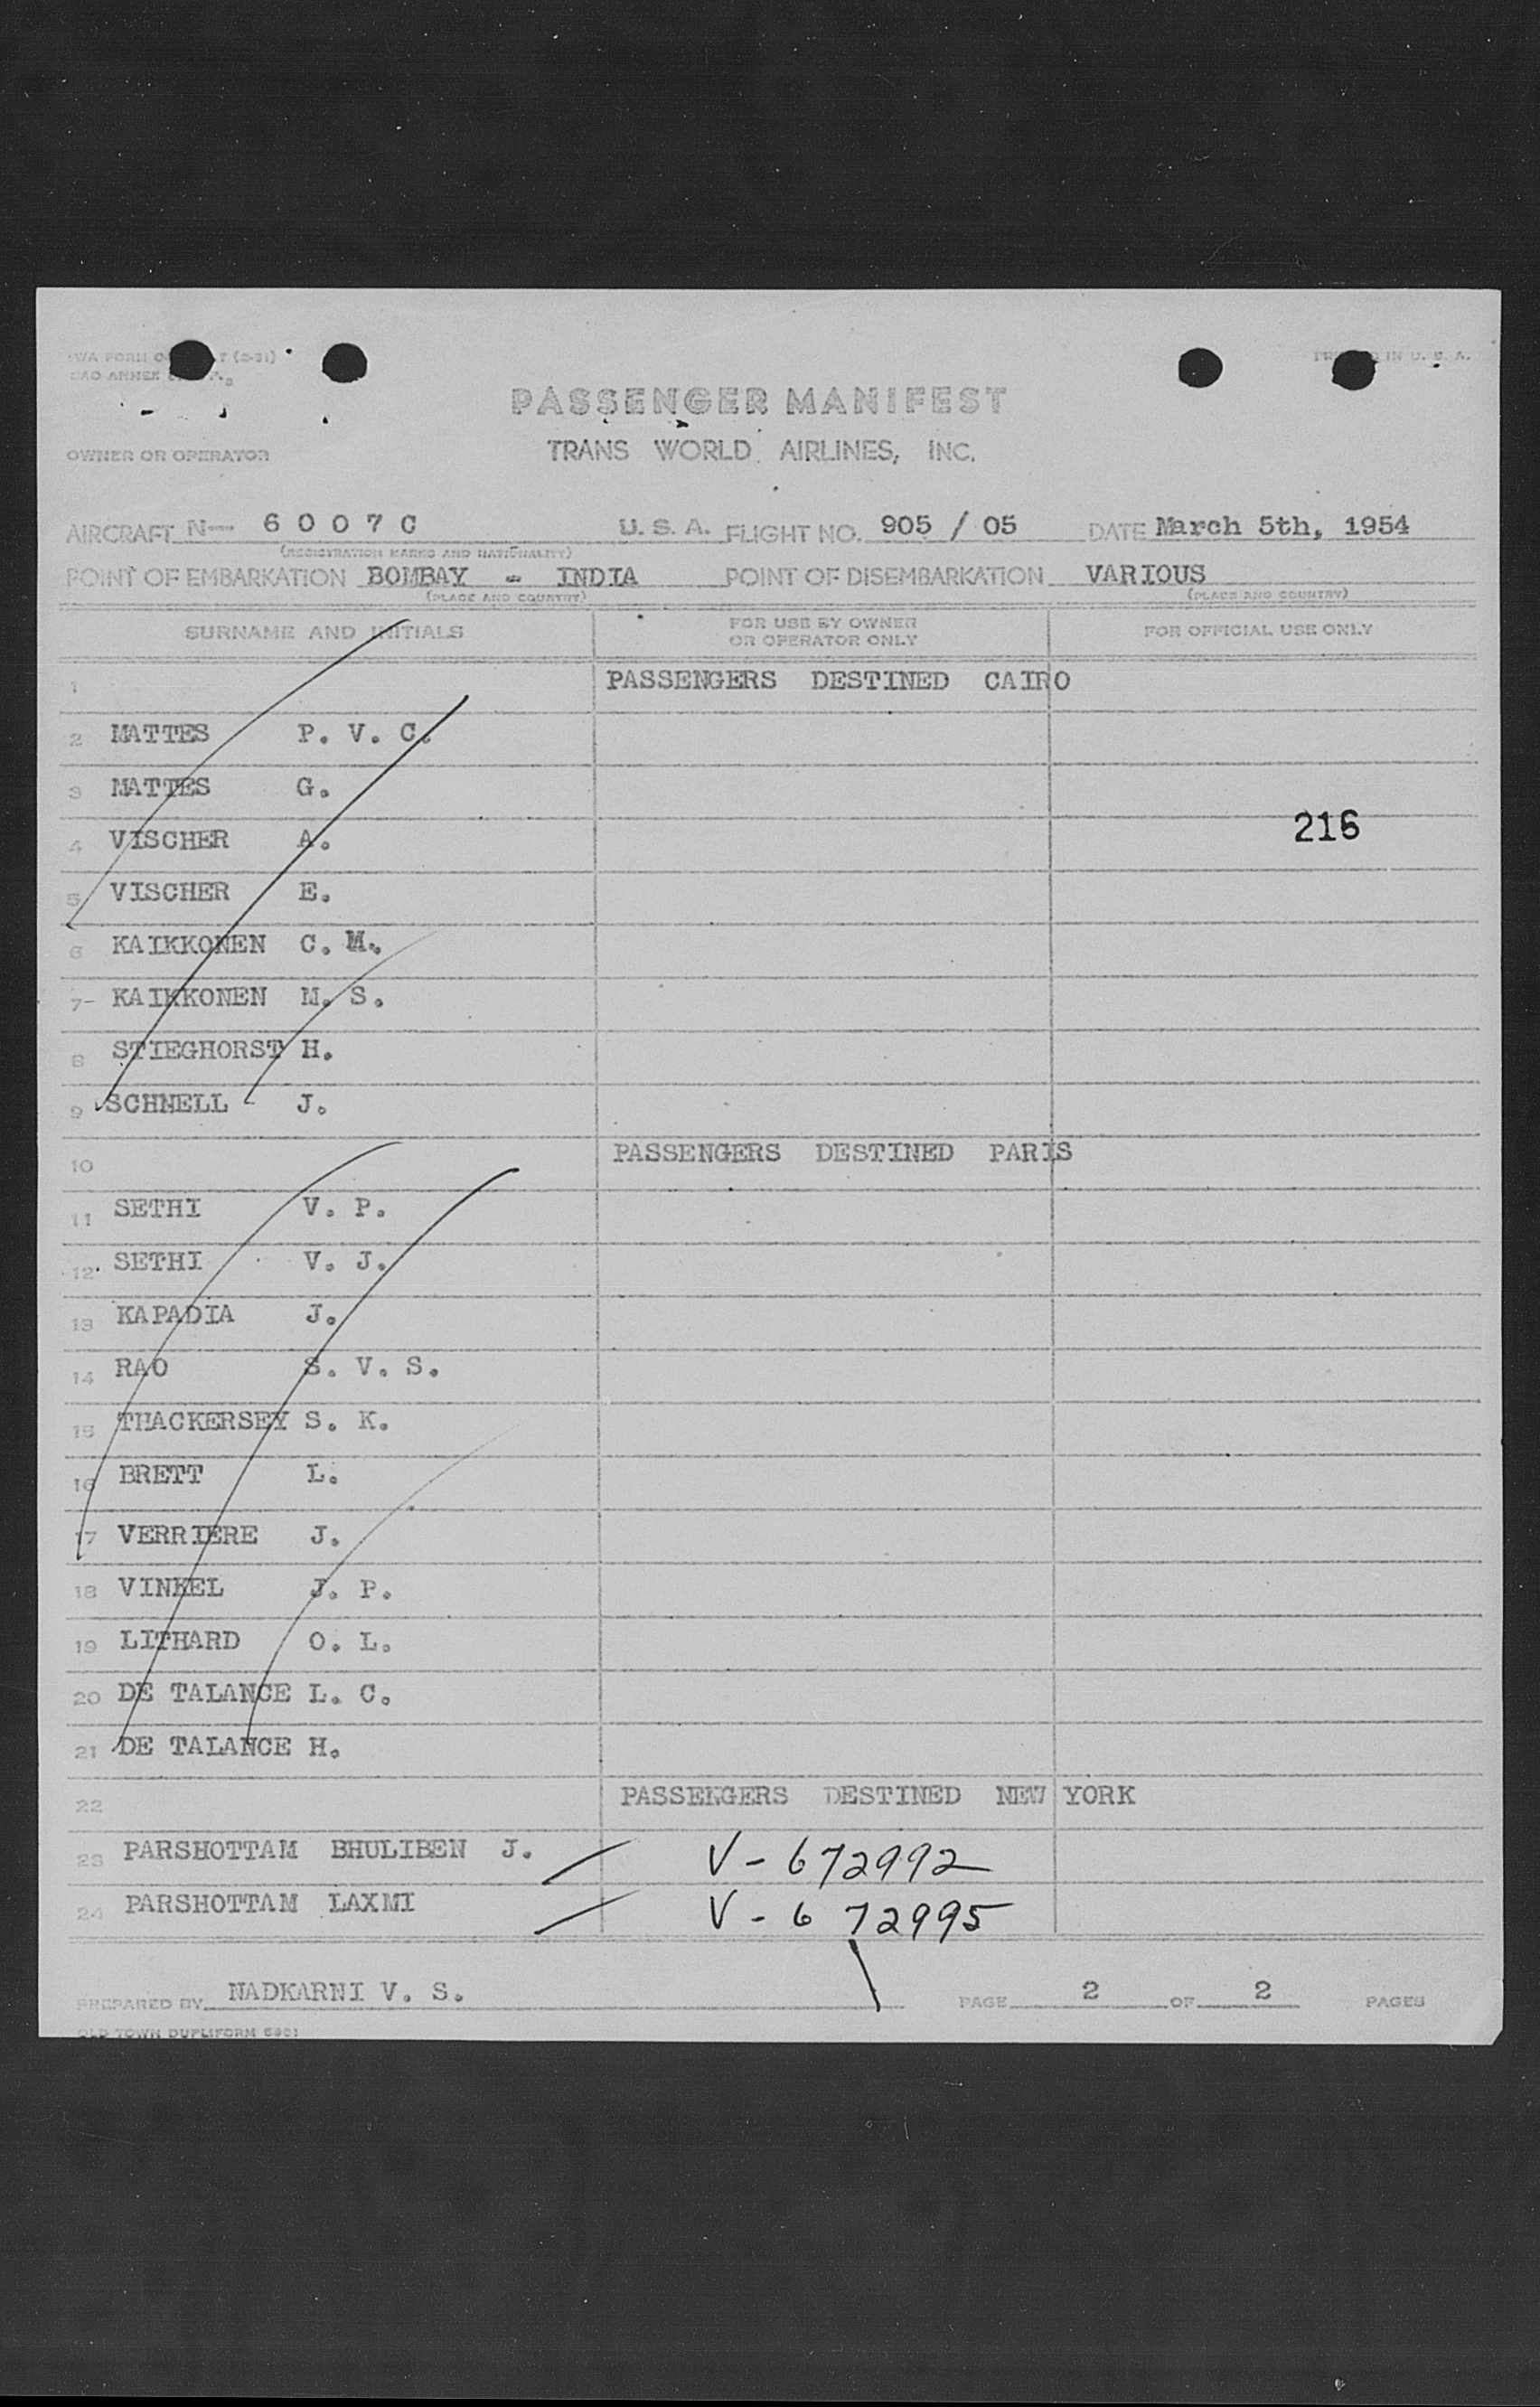 PRINTED IN U. S. A.
PASSENGER MANIFEST
OWNER OR OPERATOR TRANS WORLD AIRLINES, INC.
AIRCRAFT N— 6 0 0 7 C U. S. A. FLIGHT NO. 905 / 05 DATE March 5th, 1954
(REGISTRATION MARKS AND NATIONALITY)
POINT OF EMBARKATION BOMBAY - INDIA POINT OF DISEMBARKATION VARIOUS
(PLACE AND COUNTRY) (PLACE AND COUNTRY)
SURNAME AND INITIALS FOR USE BY OWNER OR OPERATOR ONLY FOR OFFICIAL USE ONLY
1 PASSENGERS DESTINED CAIRO
2 MATTES P. V. C.
3 MATTES G.
216
4 VISCHER A.
5 VISCHER E.
6 KAIKKONEN C. M.
7- KAIKKONEN M. S.
8 STIEGHORST H.
9 SCHNELL J.
10 PASSENGERS DESTINED PARIS
11 SETHI V. P.
12 SETHI V. J.
13 KAPADIA J.
14 RAO S. V. S.
15 THACKERSEY S. K.
16 BRETT L.
17 VERRIERE J.
18 VINKEL J. P.
19 LITHARD O. L.
20 DE TALANCE L. C.
21 DE TALANCE H.
22 PASSENGERS DESTINED NEW YORK
23 PARSHOTTAM BHULIBEN J. V - 672992
24 PARSHOTTAM LAXMI V - 672995
PREPARED BY NADKARNI V. S. PAGE 2 OF 2 PAGES
OLD TOWN DUPLIFORM